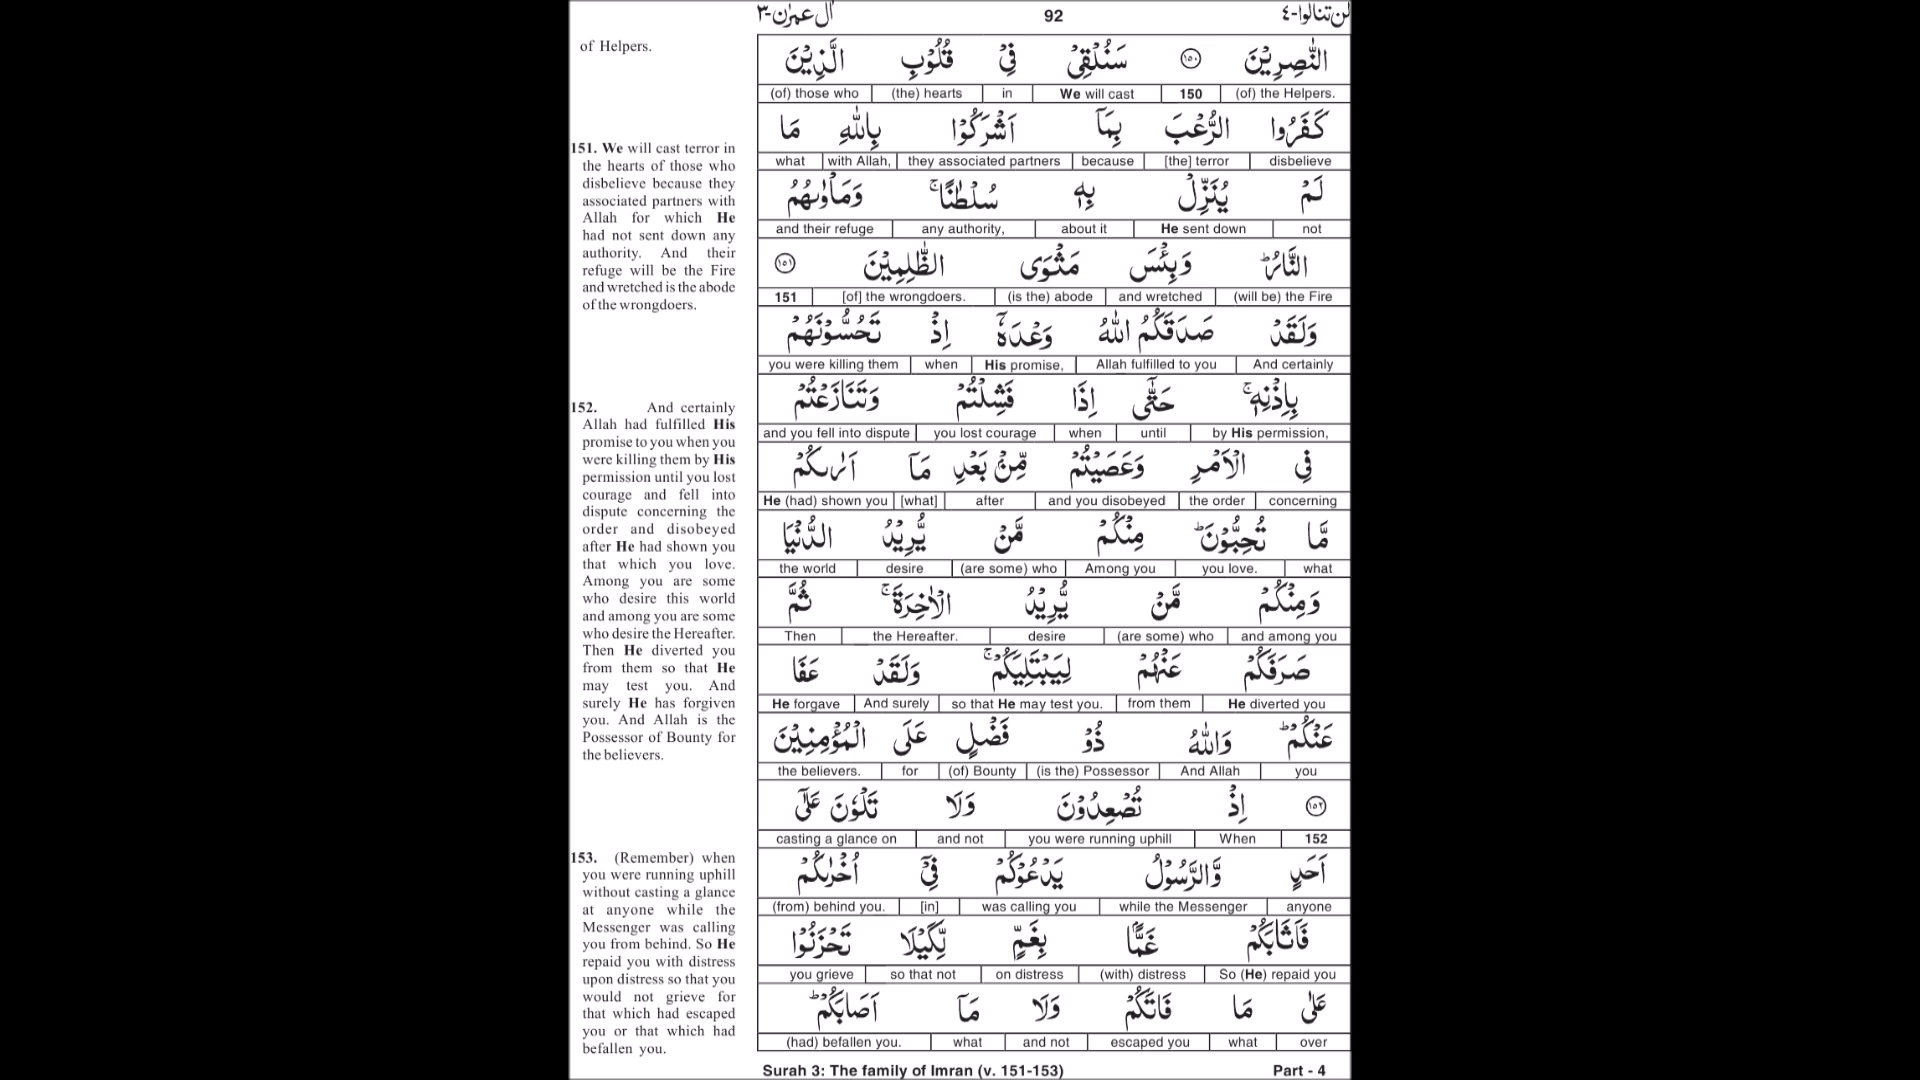 اٰل عمرٰن-٣ 92 لن تنالوا-٤
of Helpers.
151. We will cast terror in
the hearts of those who
disbelieve because they
associated partners with
Allah for which He
had not sent down any
authority. And their
refuge will be the Fire
and wretched is the abode
of the wrongdoers.
152. And certainly
Allah had fulfilled His
promise to you when you
were killing them by His
permission until you lost
courage and fell into
dispute concerning the
order and disobeyed
after He had shown you
that which you love.
Among you are some
who desire this world
and among you are some
who desire the Hereafter.
Then He diverted you
from them so that He
may test you. And
surely He has forgiven
you. And Allah is the
Possessor of Bounty for
the believers.
153. (Remember) when
you were running uphill
without casting a glance
at anyone while the
Messenger was calling
you from behind. So He
repaid you with distress
upon distress so that you
would not grieve for
that which had escaped
you or that which had
befallen you.
النّٰصِرِيْنَ ١٥٠ سَنُلْقِيْ فِيْ قُلُوْبِ الَّذِيْنَ
(of) those who (the) hearts in We will cast 150 (of) the Helpers.
كَفَرُوا الرُّعْبَ بِمَآ اَشْرَكُوْا بِاللّٰهِ مَا
what with Allah, they associated partners because [the] terror disbelieve
لَمْ يُنَزِّلْ بِهٖ سُلْطٰنًاۚ وَمَاْوٰىهُمُ
and their refuge any authority, about it He sent down not
النَّارُؕ وَبِئْسَ مَثْوَى الظّٰلِمِيْنَ ١٥١
151 [of] the wrongdoers. (is the) abode and wretched (will be) the Fire
وَلَقَدْ صَدَقَكُمُ اللّٰهُ وَعْدَهٗٓ اِذْ تَحُسُّوْنَهُمْ
you were killing them when His promise, Allah fulfilled to you And certainly
بِاِذْنِهٖۚ حَتّٰٓى اِذَا فَشِلْتُمْ وَتَنَازَعْتُمْ
and you fell into dispute you lost courage when until by His permission,
فِي الْاَمْرِ وَعَصَيْتُمْ مِّنْۢ بَعْدِ مَآ اَرٰىكُمْ
He (had) shown you [what] after and you disobeyed the order concerning
مَّا تُحِبُّوْنَؕ مِنْكُمْ مَّنْ يُّرِيْدُ الدُّنْيَا
the world desire (are some) who Among you you love. what
وَمِنْكُمْ مَّنْ يُّرِيْدُ الْاٰخِرَةَۚ ثُمَّ
Then the Hereafter. desire (are some) who and among you
صَرَفَكُمْ عَنْهُمْ لِيَبْتَلِيَكُمْۚ وَلَقَدْ عَفَا
He forgave And surely so that He may test you. from them He diverted you
عَنْكُمْؕ وَاللّٰهُ ذُوْ فَضْلٍ عَلَى الْمُؤْمِنِيْنَ
the believers. for (of) Bounty (is the) Possessor And Allah you
١٥٢ اِذْ تُصْعِدُوْنَ وَلَا تَلْوٗنَ عَلٰٓى
casting a glance on and not you were running uphill When 152
اَحَدٍ وَّالرَّسُوْلُ يَدْعُوْكُمْ فِيْٓ اُخْرٰىكُمْ
(from) behind you. [in] was calling you while the Messenger anyone
فَاَثَابَكُمْ غَمًّۢا بِغَمٍّ لِّكَيْلَا تَحْزَنُوْا
you grieve so that not on distress (with) distress So (He) repaid you
عَلٰى مَا فَاتَكُمْ وَلَا مَآ اَصَابَكُمْؕ
(had) befallen you. what and not escaped you what over
Surah 3: The family of Imran (v. 151-153) Part - 4